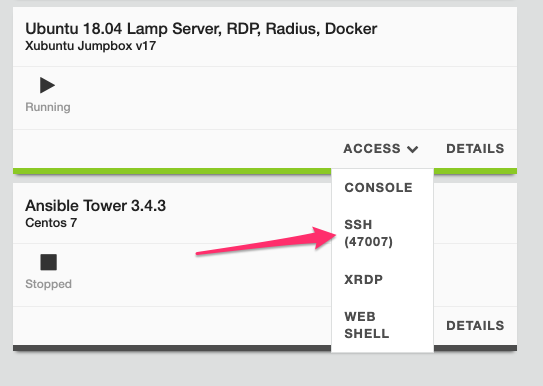 Ubuntu 18.04 Lamp Server, RDP, Radius, Docker
Xubuntu Jumpbox v17
Running
ACCESS DETAILS
CONSOLE
SSH
(47007)
XRDP
WEB
SHELL
Ansible Tower 3.4.3
Centos 7
Stopped
DETAILS